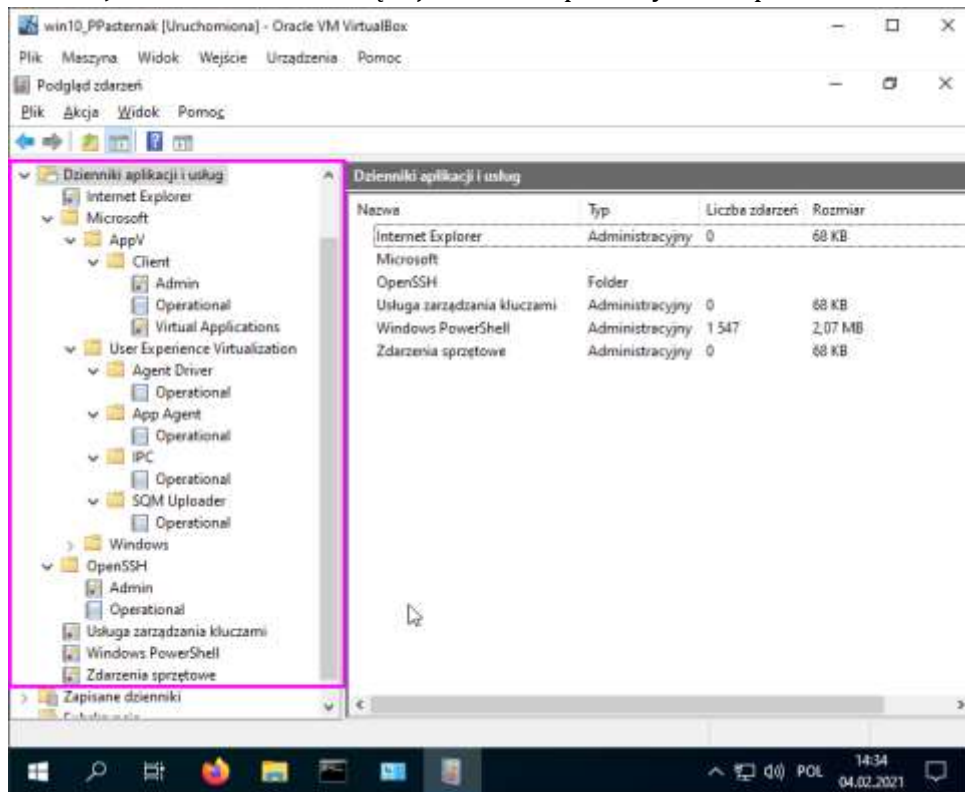 win10_PPasternak [Uruchomiona] - Oracle VM VirtualBox
Plik Maszyna Widok Wejście Urządzenia Pomoc
Podgląd zdarzeń
Plik Akcja Widok Pomoc
Dzienniki aplikacji i usług
Internet Explorer
Microsoft
AppV
Client
Admin
Operational
Virtual Applications
User Experience Virtualization
Agent Driver
Operational
App Agent
Operational
IPC
Operational
SQM Uploader
Operational
Windows
OpenSSH
Admin
Operational
Usługa zarządzania kluczami
Windows PowerShell
Zdarzenia sprzętowe
Zapisane dzienniki
Dzienniki aplikacji i usług
Nazwa Typ Liczba zdarzeń Rozmiar
Internet Explorer Administracyjny 0 68 KB
Microsoft
OpenSSH Folder
Usługa zarządzania kluczami Administracyjny 0 68 KB
Windows PowerShell Administracyjny 1 547 2,07 MB
Zdarzenia sprzętowe Administracyjny 0 68 KB
POL
14:34
04.02.2021